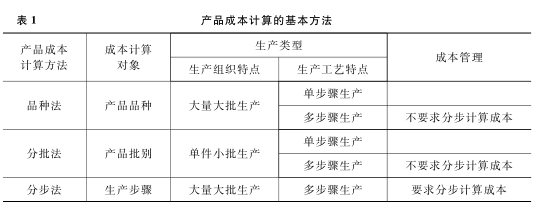 表 1 产品成本计算的基本方法
产品成本 成本计算 生产类型 成本管理
计算方法 对象 生产组织特点 生产工艺特点
单步骤生产
品种法 产品品种 大量大批生产
多步骤生产 不要求分步计算成本
单步骤生产
分批法 产品批别 单件小批生产
多步骤生产 不要求分步计算成本
分步法 生产步骤 大量大批生产 多步骤生产 要求分步计算成本